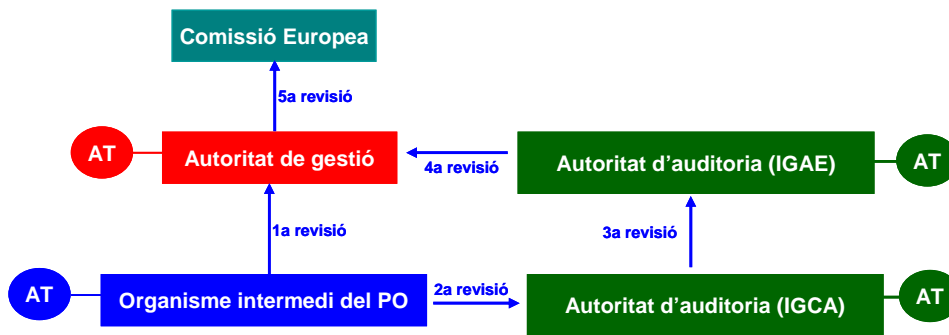 Comissió Europea
5a revisió
AT
Autoritat de gestió
4a revisió
Autoritat d'auditoria (IGAE)
AT
1a revisió
3a revisió
AT
Organisme intermedi del PO
2a revisió
Autoritat d'auditoria (IGCA)
AT